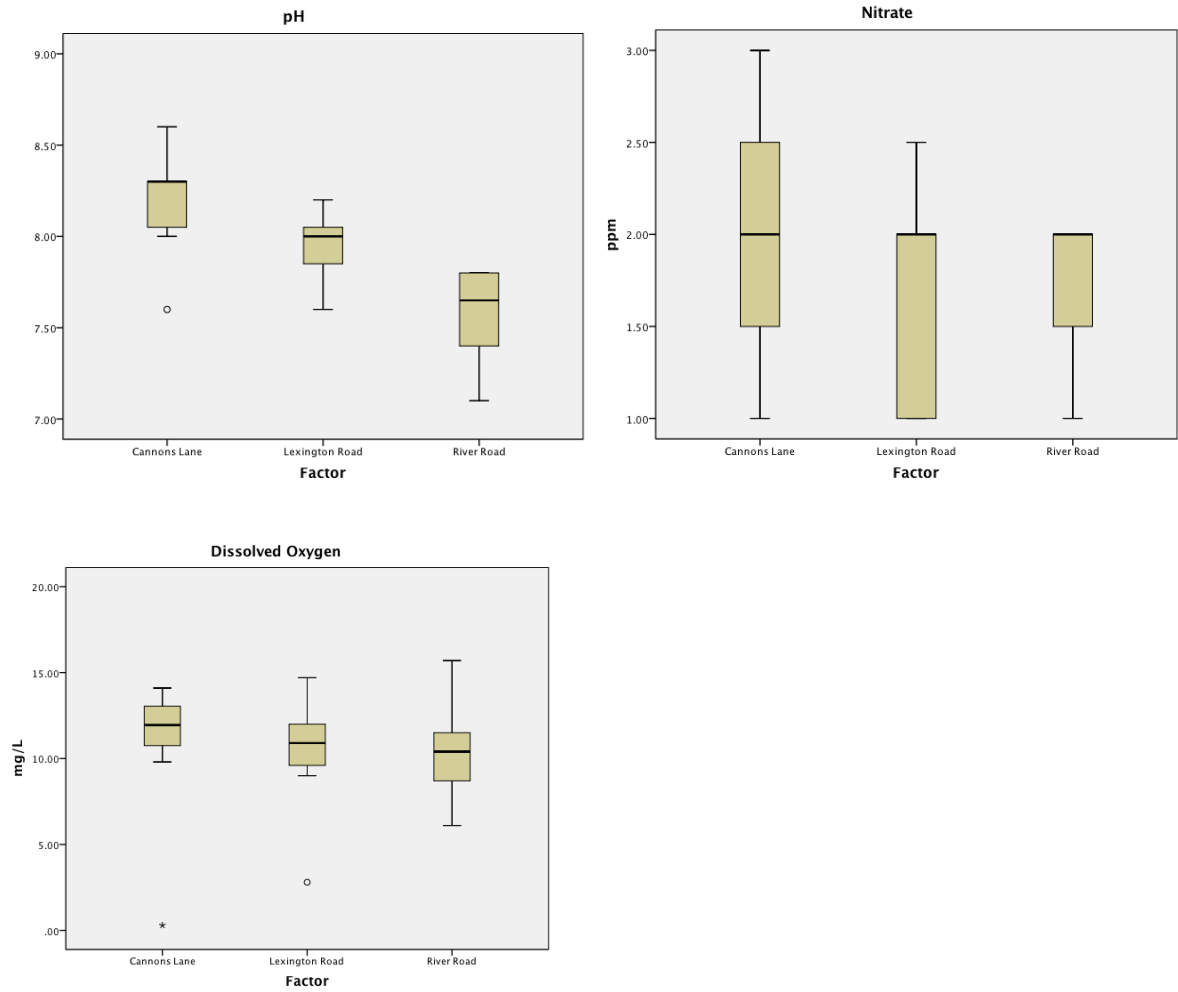 pH
9.00
8.50
8.00
7.50
7.00
Cannons Lane Lexington Road River Road
Factor
Nitrate
ppm
3.00
2.50
2.00
1.50
1.00
Cannons Lane Lexington Road River Road
Factor
Dissolved Oxygen
mg/L
20.00
15.00
10.00
5.00
.00
Cannons Lane Lexington Road River Road
Factor